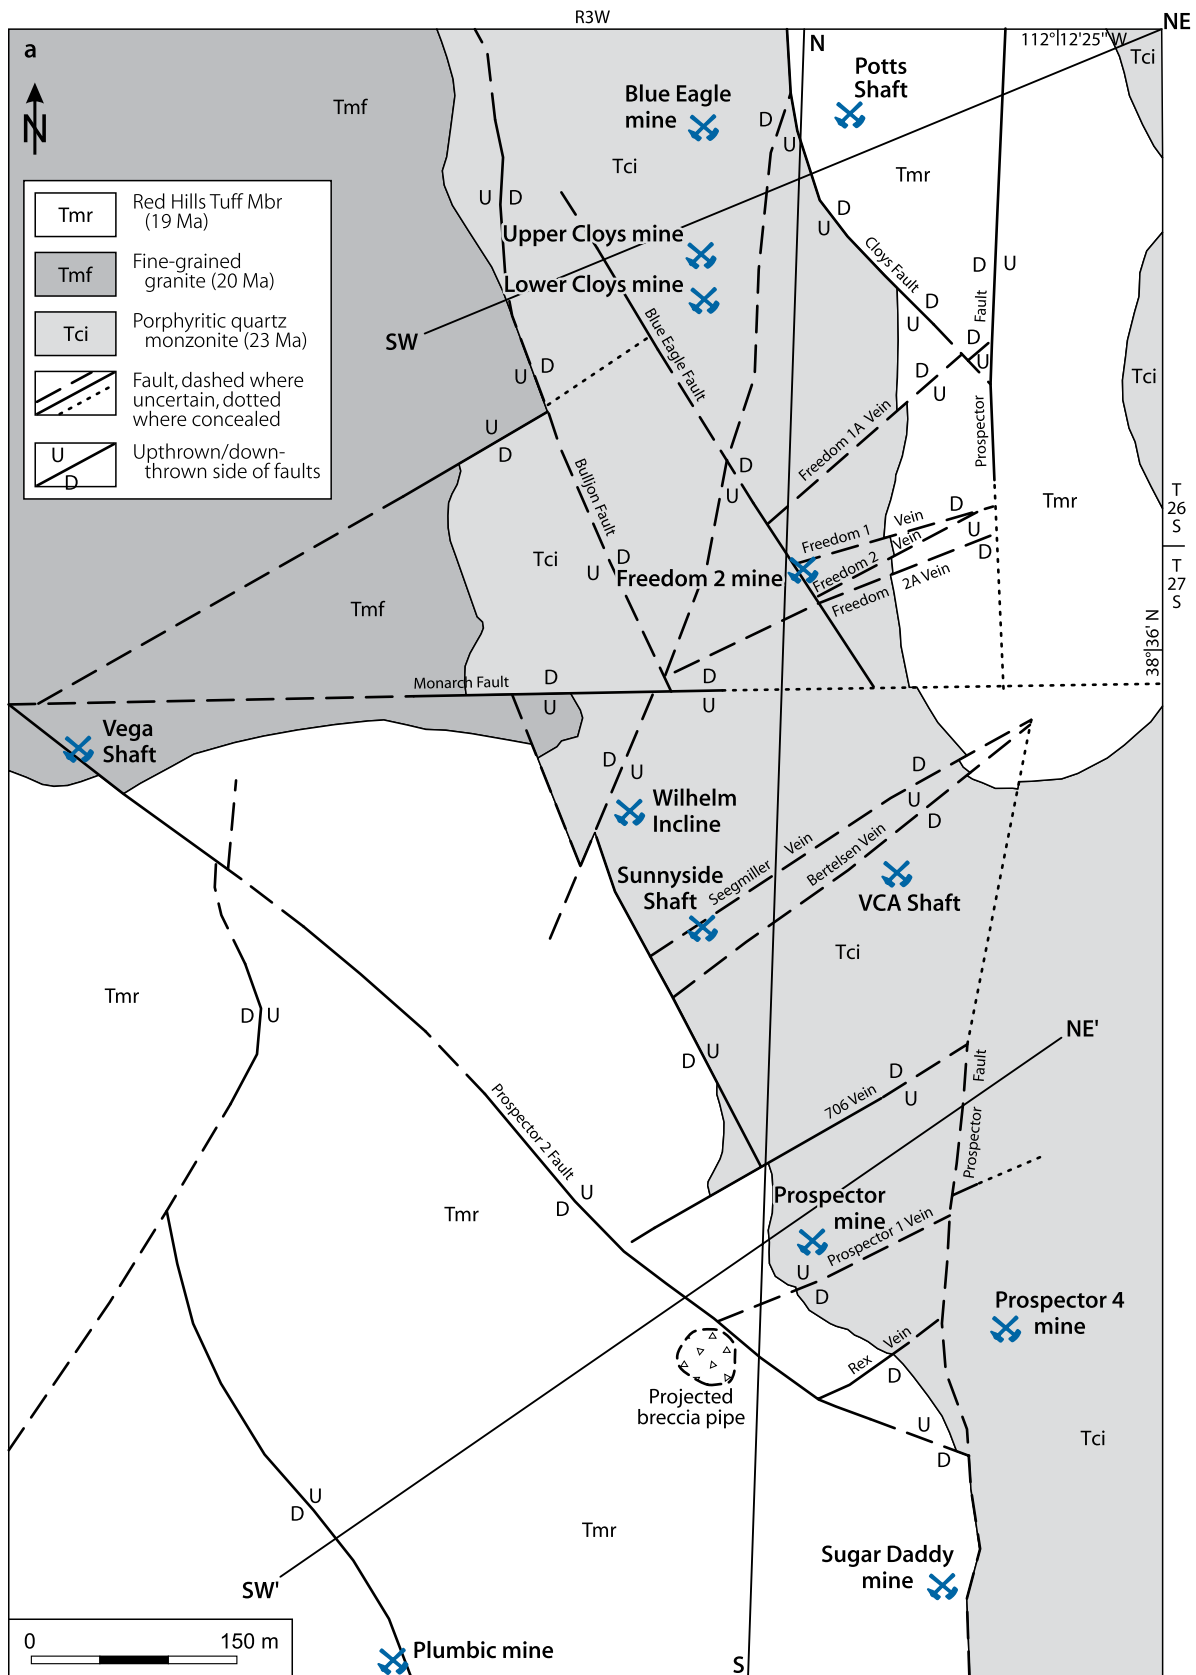 R3W
NE
a
N
112°12'25" W
Tci
Potts
Shaft
Blue Eagle
mine
Tmf
N
D
U
Tci
Tmr
U D
Tmr
Red Hills Tuff Mbr
(19 Ma)
Tmf
Fine-grained
granite (20 Ma)
Tci
Porphyritic quartz
monzonite (23 Ma)
Fault, dashed where
uncertain, dotted
where concealed
U
D
Upthrown/down-
thrown side of faults
D
U
Upper Cloys mine
Cloys Fault
D U
Lower Cloys mine
D
U
Fault
SW
Blue Eagle Fault
D
U
U D
D
U
Tci
Prospector
Freedom 1A Vein
U
D
D
U
Bulljon Fault
Tmr
T
26
S
T
27
S
D
U
D
Freedom 1 Vein
Freedom 2 Vein
Freedom 2A Vein
Tci
U D
Freedom 2 mine
Tmf
38°36' N
Monarch Fault
D
U
D
U
Vega
Shaft
D U
D
U
D
Wilhelm
Incline
Seegmiller Vein
Bertelsen Vein
Sunnyside
Shaft
VCA Shaft
Tci
Tmr
D U
NE'
D U
Fault
D
U
706 Vein
Prospector 2 Fault
Prospector
U
D
Tmr
Prospector
mine
Prospector 1 Vein
U
D
Prospector 4
mine
Rex Vein
D
Projected
breccia pipe
U
D
Tci
U
D
Tmr
Sugar Daddy
mine
SW'
0 150 m
Plumbic mine
S